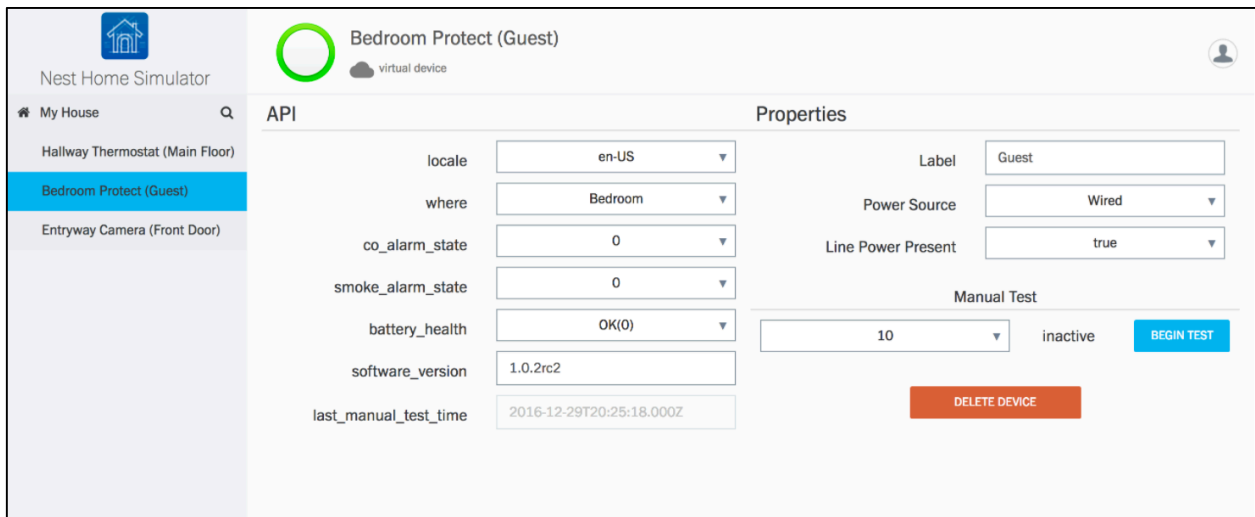 Nest Home Simulator
My House
Hallway Thermostat (Main Floor)
Bedroom Protect (Guest)
Entryway Camera (Front Door)
Bedroom Protect (Guest)
virtual device
API
locale en-US
where Bedroom
co_alarm_state 0
smoke_alarm_state 0
battery_health OK(0)
software_version 1.0.2rc2
last_manual_test_time 2016-12-29T20:25:18.000Z
Properties
Label Guest
Power Source Wired
Line Power Present true
Manual Test
10 inactive BEGIN TEST
DELETE DEVICE